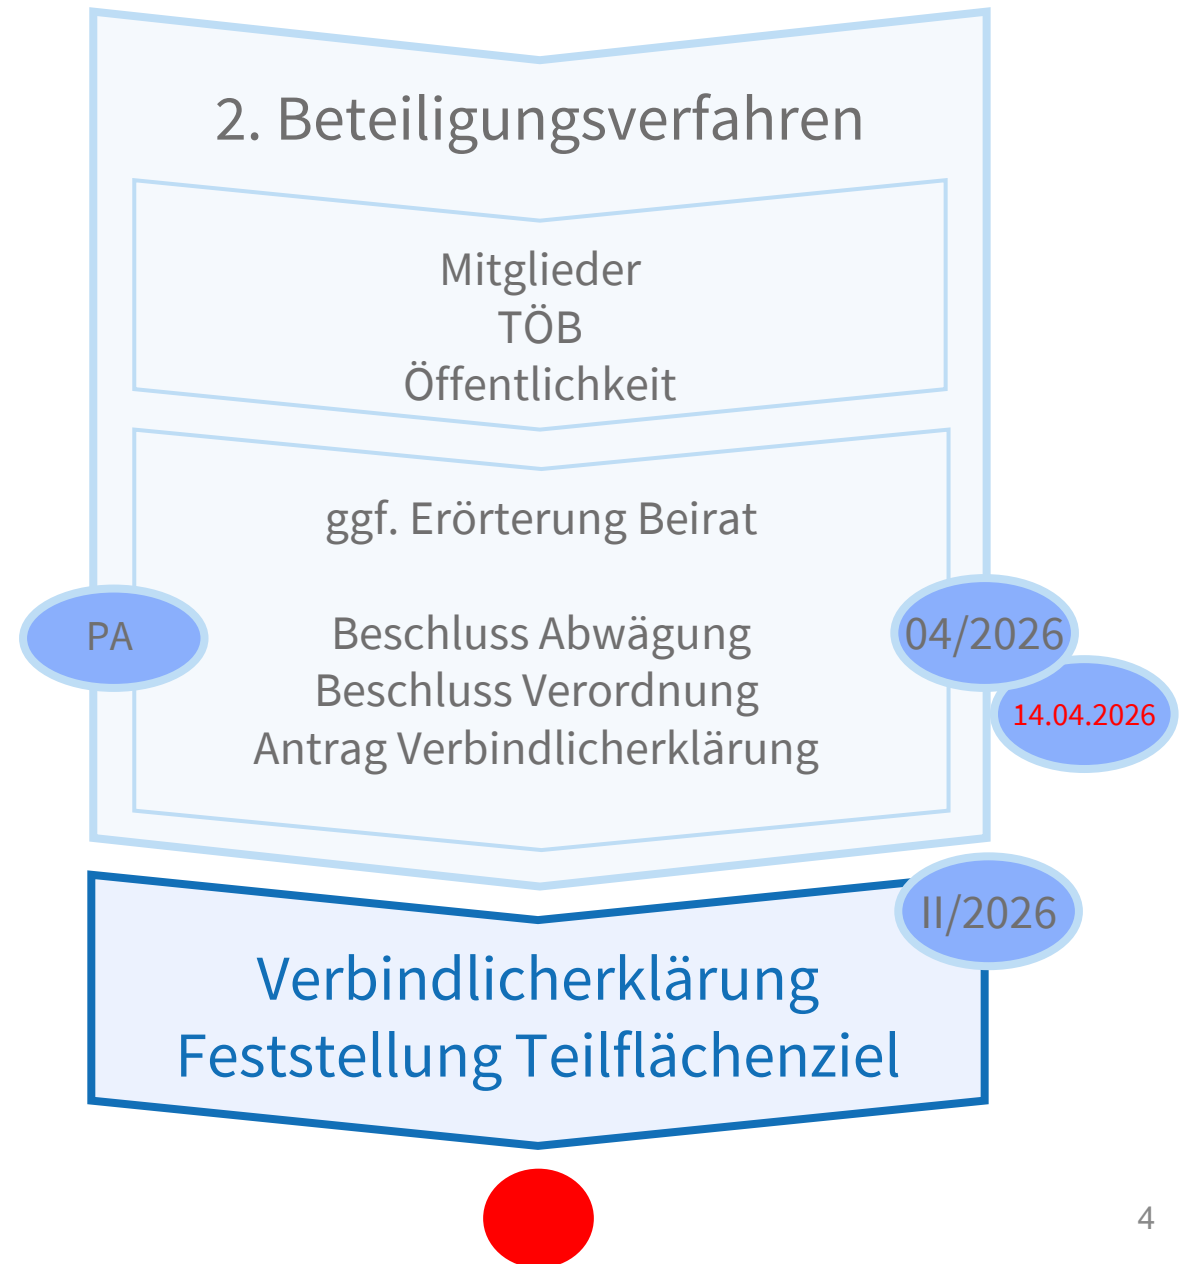 2. Beteiligungsverfahren
Mitglieder
TÖB
Öffentlichkeit
ggf. Erörterung Beirat
PA
Beschluss Abwägung
04/2026
Beschluss Verordnung
14.04.2026
Antrag Verbindlicherklärung
II/2026
Verbindlicherklärung
Feststellung Teilflächenziel
4